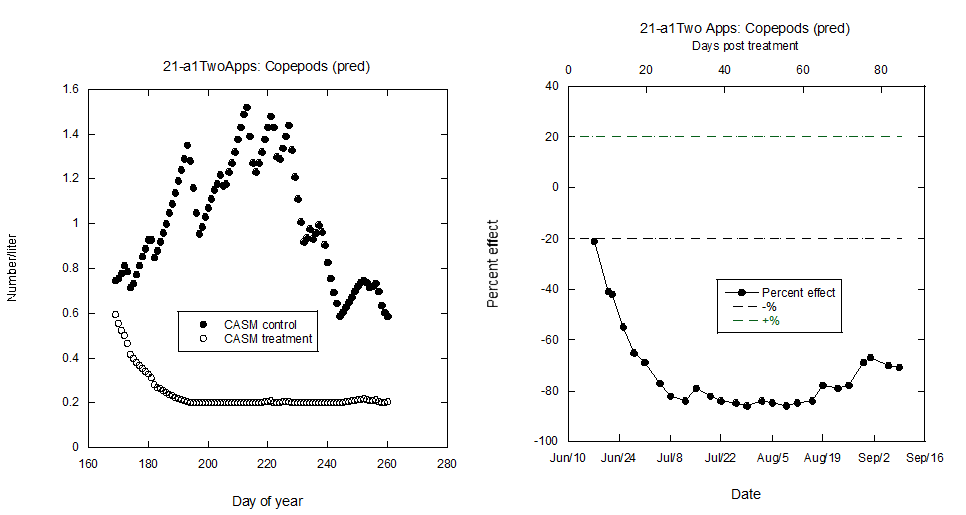 21-a1TwoApps: Copepods (pred)
1.6
1.4
1.2
1
0.8
0.6
0.4
0.2
0
Number/liter
CASM control
CASM treatment
160 180 200 220 240 260 280
Day of year
21-a1Two Apps: Copepods (pred)
Days post treatment
0 20 40 60 80
40
20
0
-20
-40
-60
-80
-100
Percent effect
Percent effect
-%
+%
Jun/10 Jun/24 Jul/8 Jul/22 Aug/5 Aug/19 Sep/2 Sep/16
Date